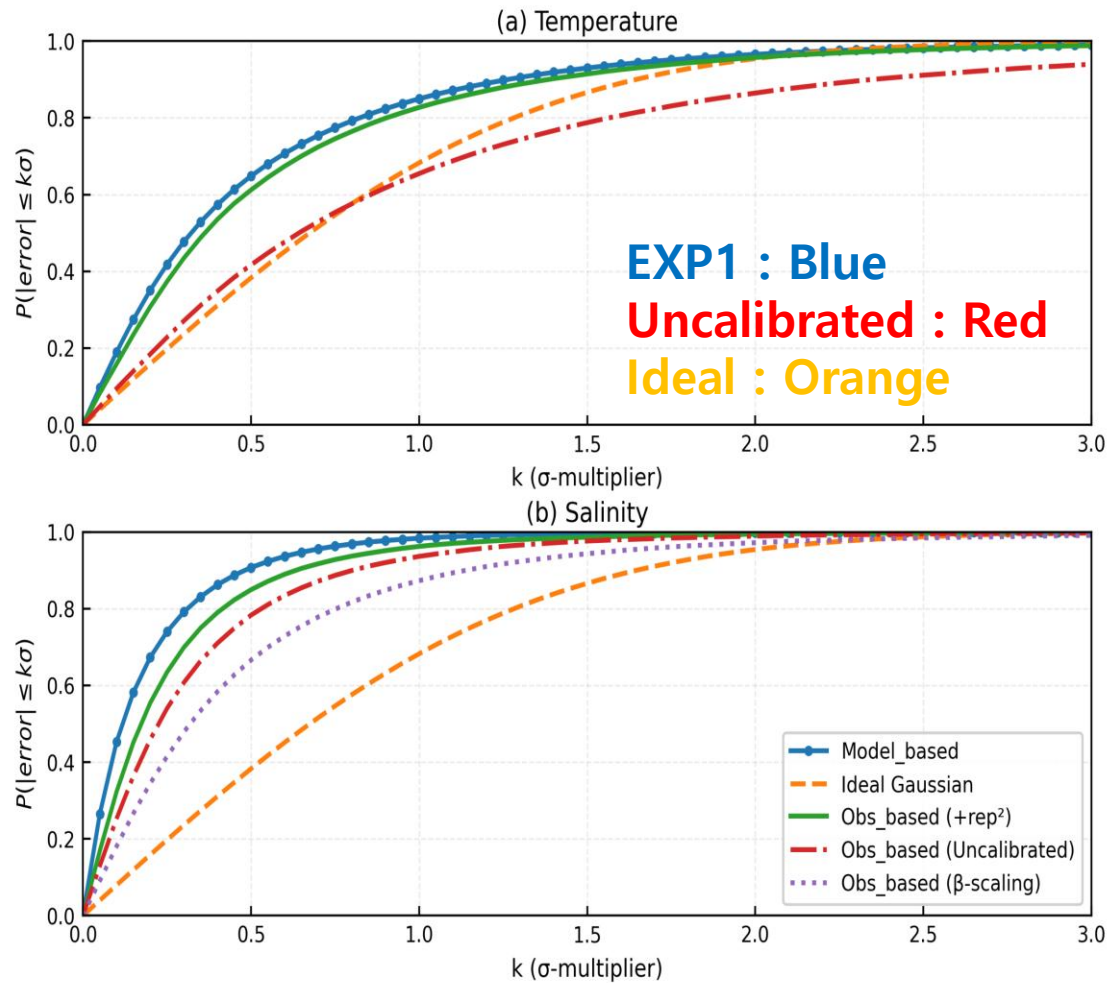 (a) Temperature
1.0
0.8
0.6
0.4
0.2
0.0
P(|error| ≤ kσ)
EXP1 : Blue
Uncalibrated : Red
Ideal : Orange
0.0 0.5 1.0 1.5 2.0 2.5 3.0
k (σ-multiplier)
(b) Salinity
1.0
0.8
0.6
0.4
0.2
0.0
P(|error| ≤ kσ)
Model_based
Ideal Gaussian
Obs_based (+rep²)
Obs_based (Uncalibrated)
Obs_based (β-scaling)
0.0 0.5 1.0 1.5 2.0 2.5 3.0
k (σ-multiplier)